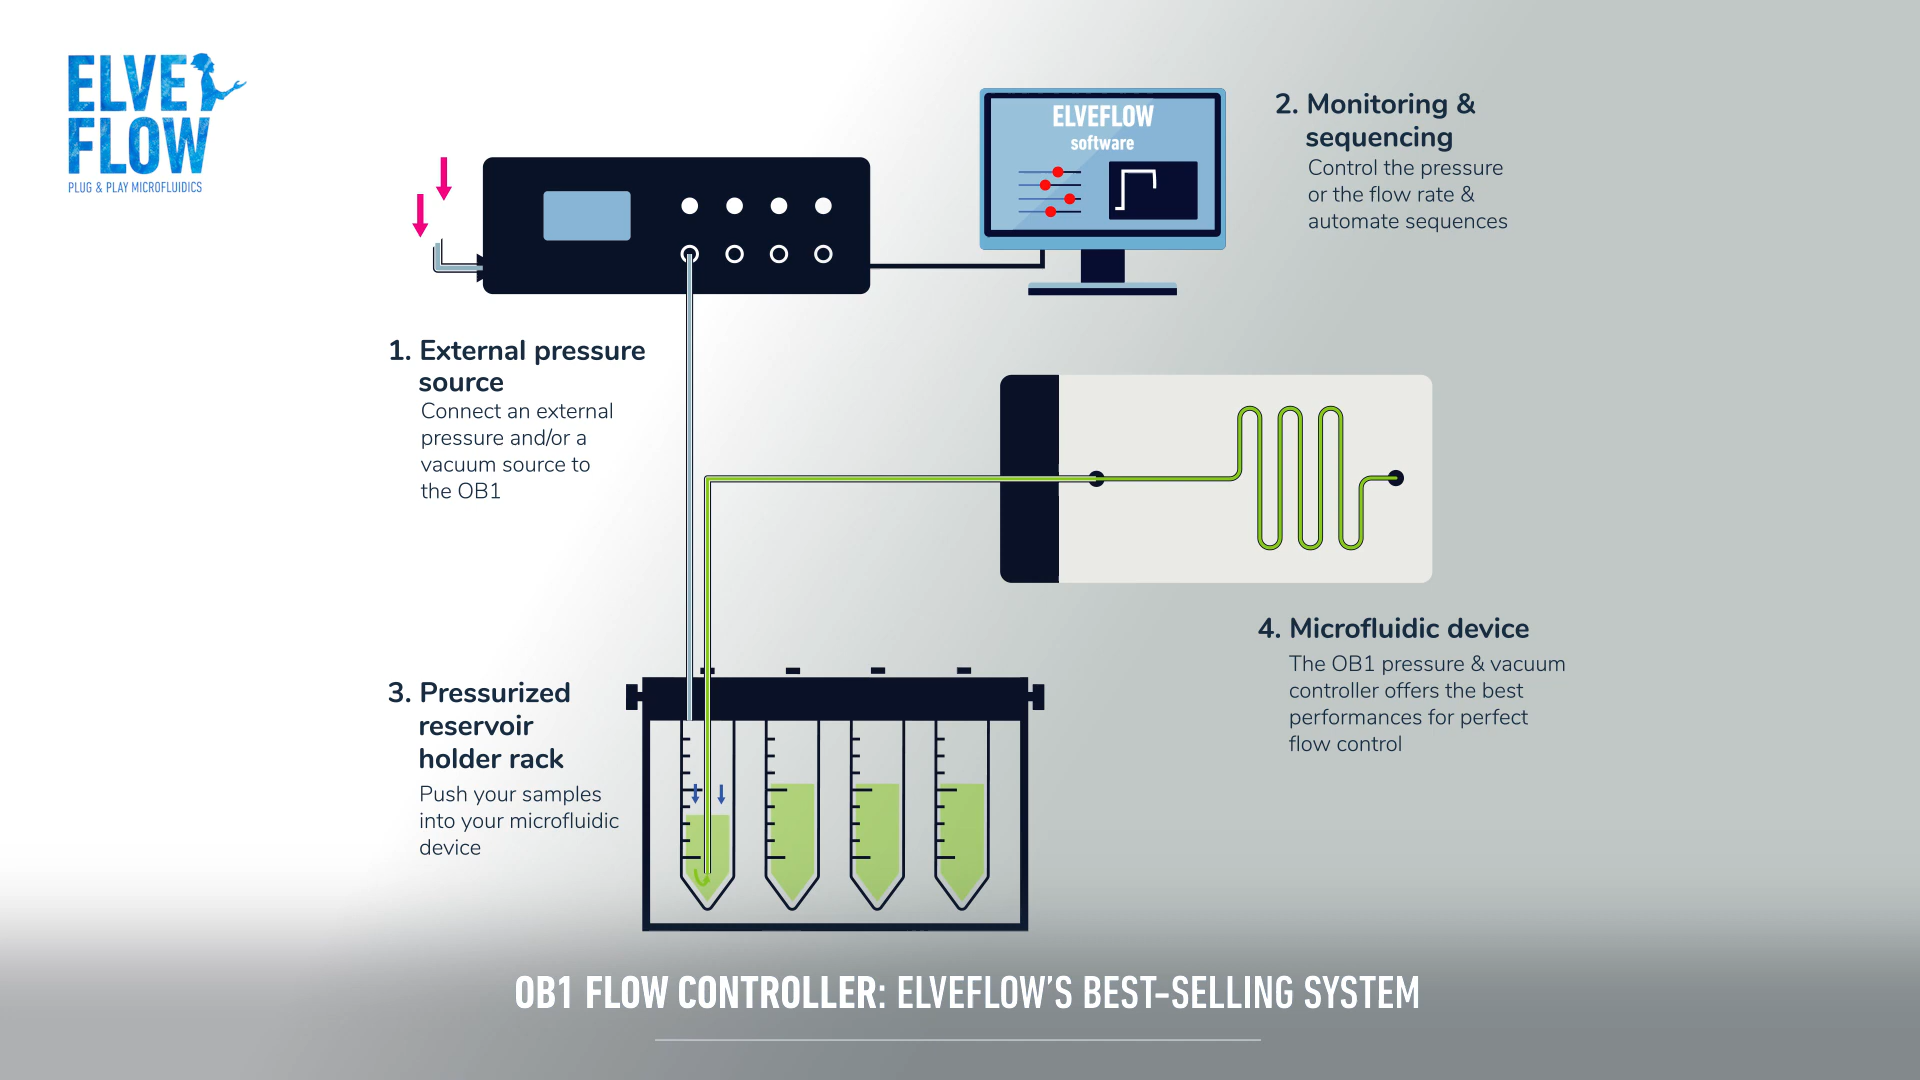 ELVE
FLOW
PLUG & PLAY MICROFLUIDICS
ELVEFLOW
software
2. Monitoring &
sequencing
Control the pressure
or the flow rate &
automate sequences
1. External pressure
source
Connect an external
pressure and/or a
vacuum source to
the OB1
4. Microfluidic device
The OB1 pressure & vacuum
controller offers the best
performances for perfect
flow control
3. Pressurized
reservoir
holder rack
Push your samples
into your microfluidic
device
OB1 FLOW CONTROLLER: ELVEFLOW'S BEST-SELLING SYSTEM